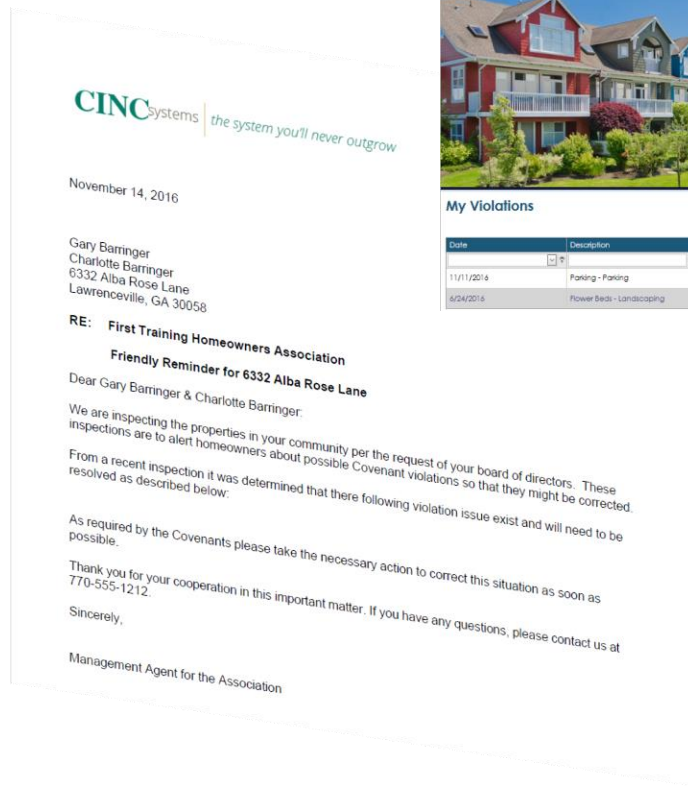 CINCsystems | the system you'll never outgrow
November 14, 2016
Gary Barringer
Charlotte Barringer
6332 Alba Rose Lane
Lawrenceville, GA 30058
RE: First Training Homeowners Association
Friendly Reminder for 6332 Alba Rose Lane
Dear Gary Barringer & Charlotte Barringer:
We are inspecting the properties in your community per the request of your board of directors. These
inspections are to alert homeowners about possible Covenant violations so that they might be corrected.
From a recent inspection it was determined that there following violation issue exist and will need to be
resolved as described below:
As required by the Covenants please take the necessary action to correct this situation as soon as
possible.
Thank you for your cooperation in this important matter. If you have any questions, please contact us at
770-555-1212.
Sincerely,
Management Agent for the Association
My Violations
Date Description
11/11/2016 Parking - Parking
6/24/2016 Flower Beds - Landscaping